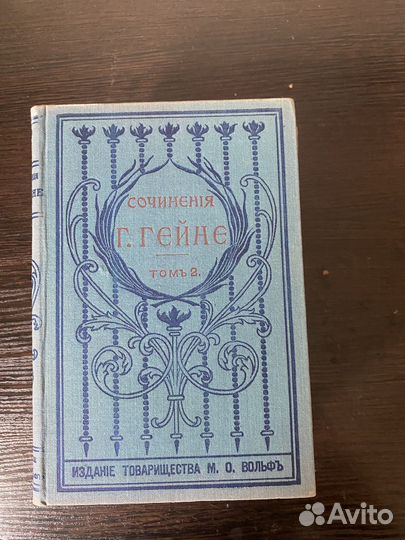 СОЧИНЕНІЯ
Г. ГЕЙНЕ
ТОМЪ 2.
ИЗДАНІЕ ТОВАРИЩЕСТВА М. О. ВОЛЬФЪ
Avito